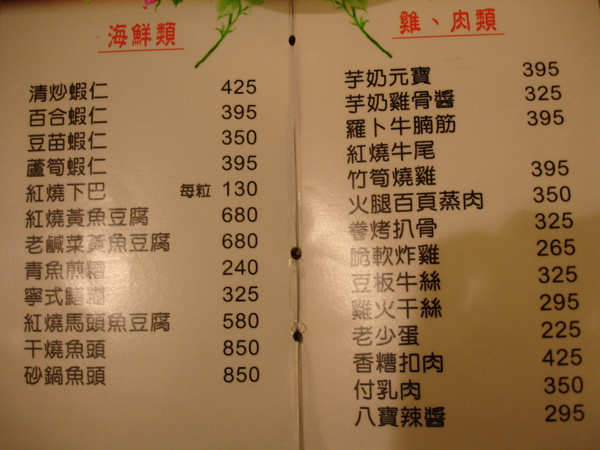 海鮮類
清炒蝦仁 425
百合蝦仁 395
豆苗蝦仁 350
蘆筍蝦仁 395
紅燒下巴 每粒 130
紅燒黃魚豆腐 680
老鹹菜黃魚豆腐 680
青魚煎糟 240
寧式鱔糊 325
紅燒馬頭魚豆腐 580
干燒魚頭 850
砂鍋魚頭 850
雞、肉類
芋奶元寶 395
芋奶雞骨醬 325
羅卜牛腩筋 395
紅燒牛尾
竹筍燒雞 395
火腿百頁蒸肉 350
烤扒骨 325
脆軟炸雞 265
豆板牛絲 325
雞火干絲 295
老少蛋 225
香糟扣肉 425
付乳肉 350
八寶辣醬 295